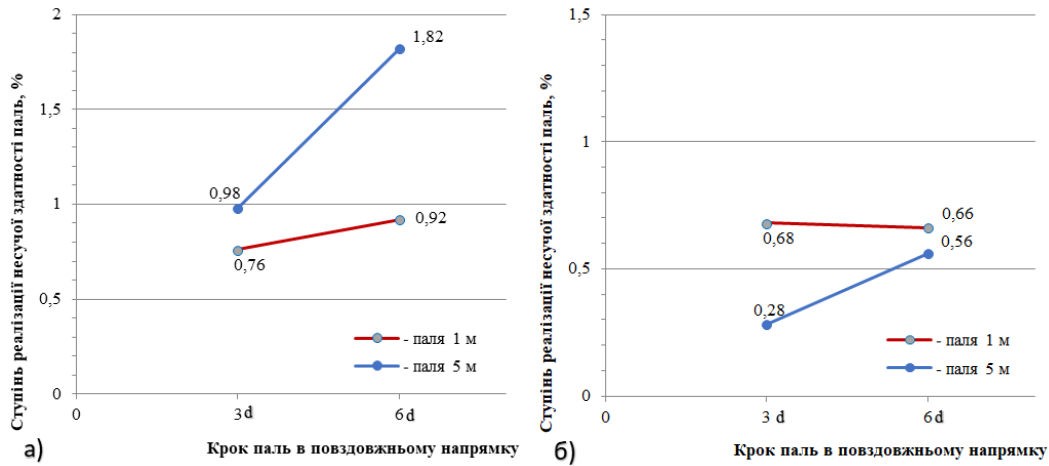 Ступінь реалізації несучої здатності паль, %
2
1,5
1
0,5
0
0
3d
6d
1,82
0,98
0,92
0,76
- паля 1 м
- паля 5 м
а)
Крок паль в повздовжньому напрямку
Ступінь реалізації несучої здатності паль, %
1,5
1
0,5
0
0
3 d
6 d
0,68
0,66
0,56
0,28
- паля 1 м
- паля 5 м
б)
Крок паль в повздовжньому напрямку